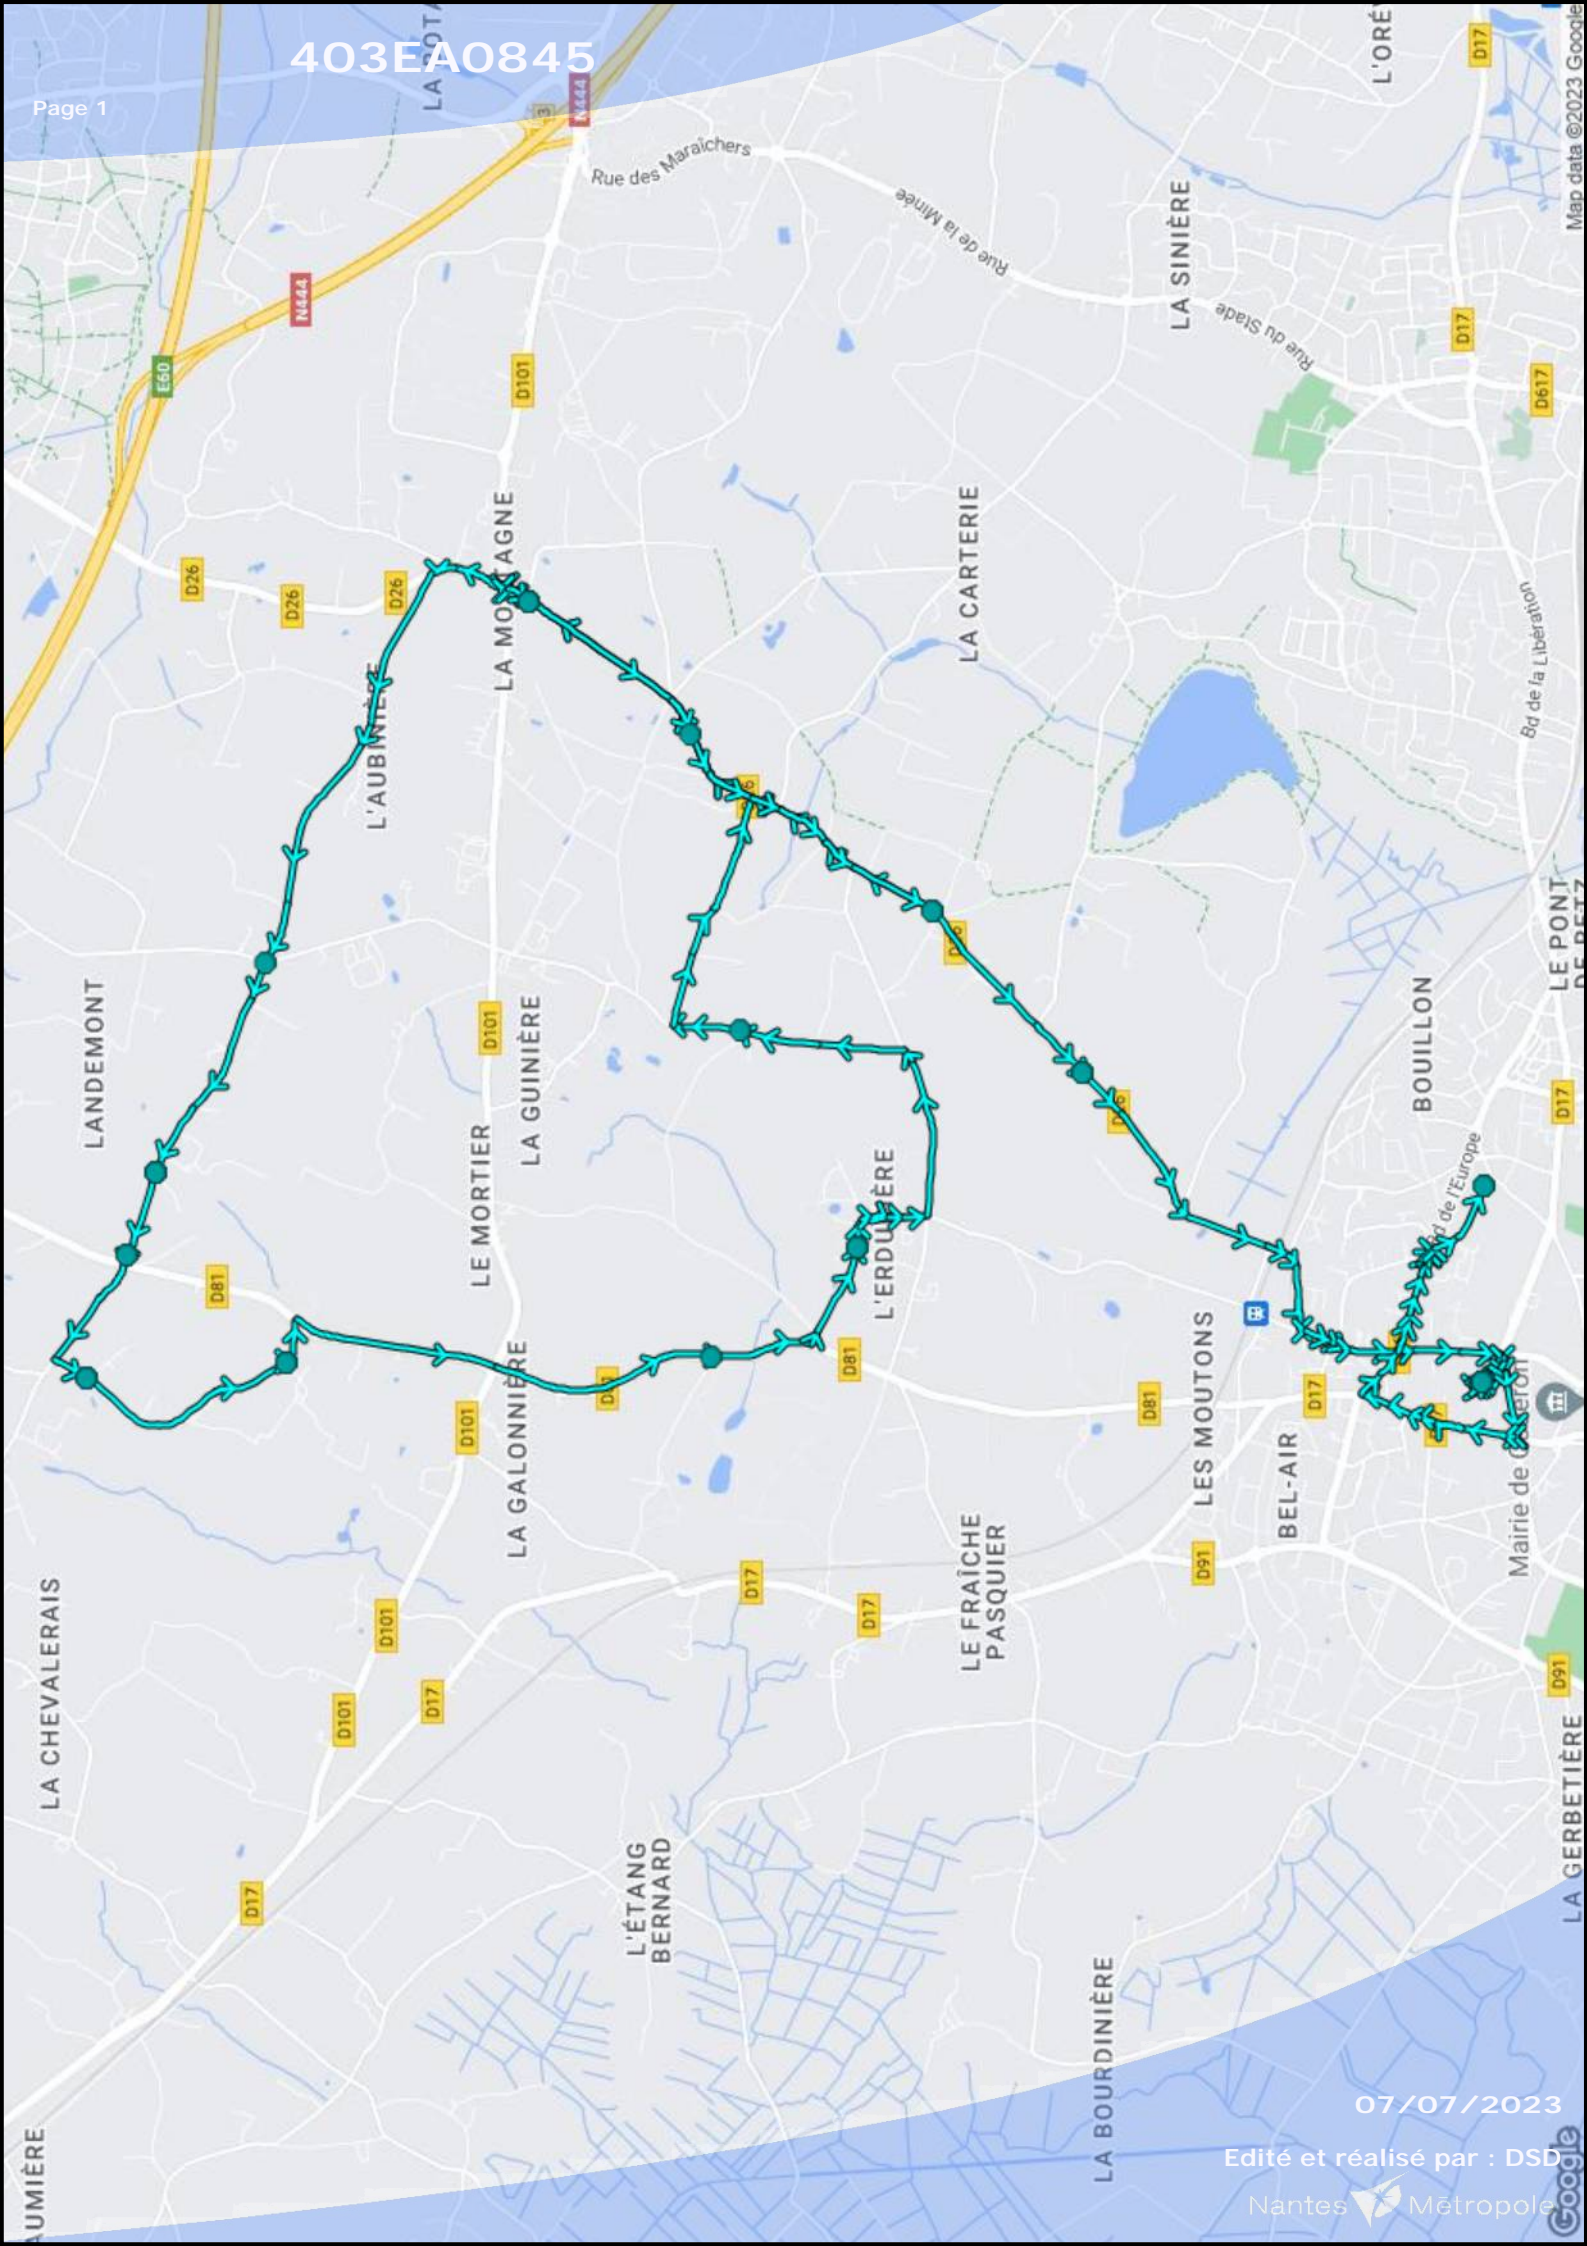 403EA0845
Page 1
N444
3
N444
E60
L'ORÉ
D17
Map data ©2023 Google
Rue des Maraîchers
Rue de la Minée
LA SINIÈRE
Rue du Stade
D17
D617
D101
D26
D26
D26
LA MONTAGNE
LA CARTERIE
Bd de la Libération
L'AUBINIÈRE
LANDEMONT
D101
LA GUINIÈRE
LE MORTIER
BOUILLON
LE PONT
DE RETZ
D17
Bd de l'Europe
D81
L'ERDURIÈRE
D81
LA GALONNIÈRE
D101
D81
LES MOUTONS
BEL-AIR
D17
D91
Mairie de
LE FRAÎCHE
PASQUIER
D17
D17
D91
LA CHEVALERAIS
D101
D101
D17
D17
L'ÉTANG
BERNARD
LA GERBETIÈRE
LA BOURDINIÈRE
AUMIÈRE
07/07/2023
Edité et réalisé par : DSD
Nantes Métropole
Google